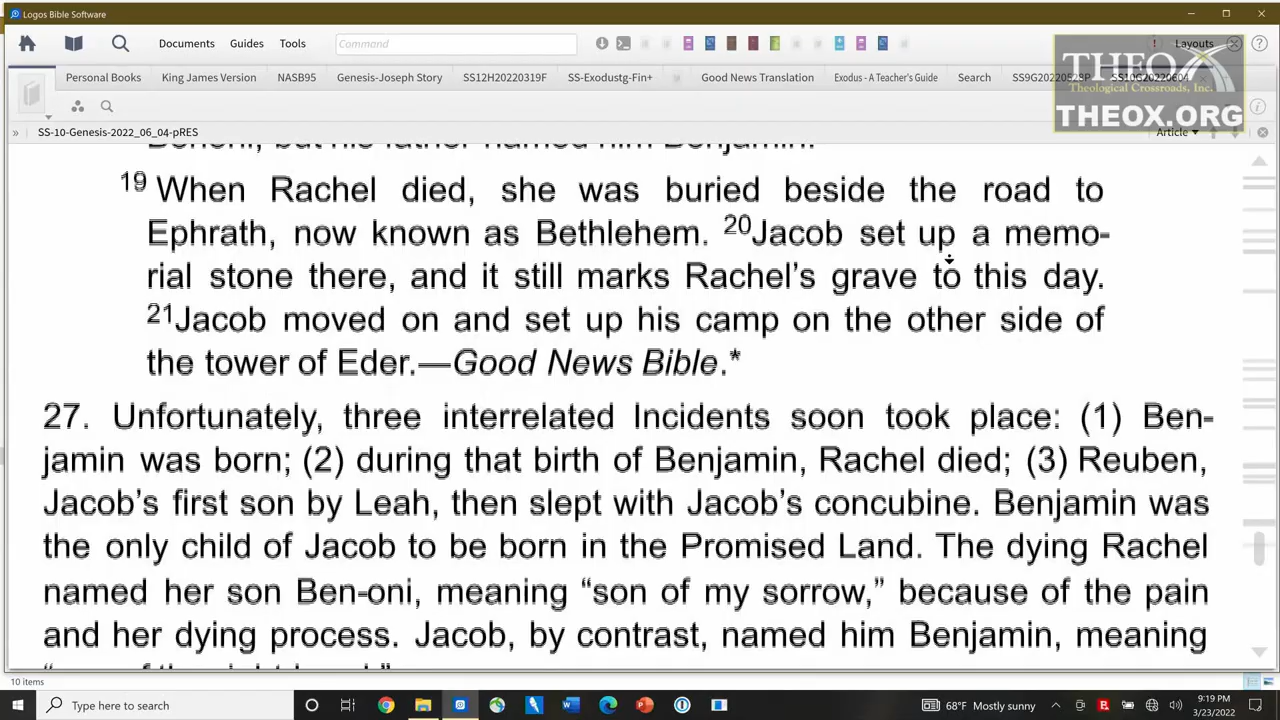 Logos Bible Software
Documents Guides Tools Command Layouts
THEOX
Theological Crossroads, Inc.
THEOX.ORG
Personal Books King James Version NASB95 Genesis-Joseph SS12H20220319F SS-Exodustg-Fin+ Good News Translation Exodus - A Teacher's Guide Search
» SS-10-Genesis-2022_06_04-pRES Article
Benoni, but his father named him Benjamin.
19 When Rachel died, she was buried beside the road to
Ephrath, now known as Bethlehem. 20Jacob set up a memo-
rial stone there, and it still marks Rachel's grave to this day.
21Jacob moved on and set up his camp on the other side of
the tower of Eder.—Good News Bible.*
27. Unfortunately, three interrelated Incidents soon took place: (1) Ben-
jamin was born; (2) during that birth of Benjamin, Rachel died; (3) Reuben,
Jacob's first son by Leah, then slept with Jacob's concubine. Benjamin was
the only child of Jacob to be born in the Promised Land. The dying Rachel
named her son Ben-oni, meaning “son of my sorrow,” because of the pain
and her dying process. Jacob, by contrast, named him Benjamin, meaning
10 items
Type here to search
68°F Mostly sunny
9:19 PM
3/23/2022